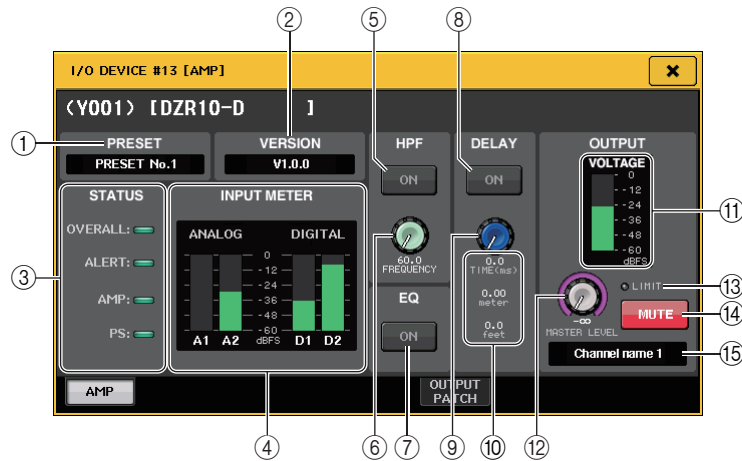 ② ⑤ ⑧
I/O DEVICE #13 [AMP]
(Y001) [DZR10-D ]
① PRESET VERSION HPF DELAY OUTPUT
PRESET No.1 V1.0.0 ON ON VOLTAGE
0
-12
-24
-36
-48
-60
dBFS
⑪
③ STATUS
OVERALL:
ALERT:
AMP:
PS:
INPUT METER
ANALOG DIGITAL
0
-12
-24
-36
-48
-60
A1 A2 dBFS D1 D2
60.0
FREQUENCY
EQ
ON
0.0
TIME(ms)
0.00
meter
0.0
feet
LIMIT ⑬
-∞
MASTER LEVEL
MUTE ⑭
Channel name 1 ⑮
AMP OUTPUT
PATCH
④ ⑥ ⑦ ⑨ ⑩ ⑫